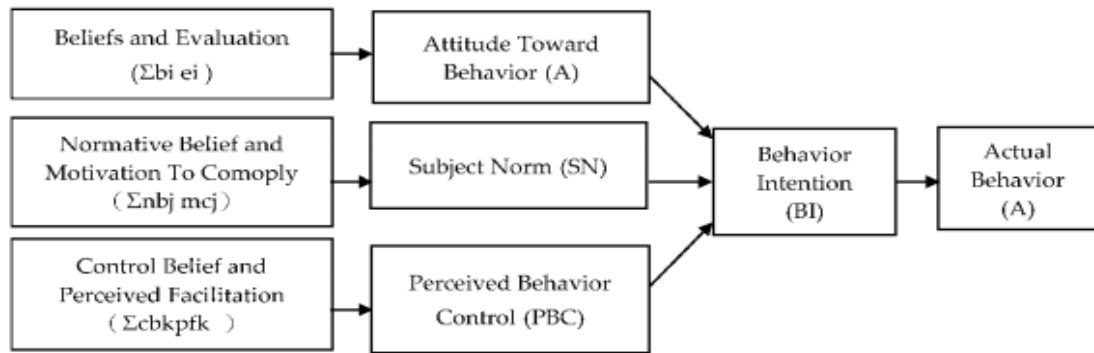 Beliefs and Evaluation
(Σbi ei )
Attitude Toward
Behavior (A)
Normative Belief and
Motivation To Comoply
( Σnbj mcj)
Subject Norm (SN)
Control Belief and
Perceived Facilitation
( Σcbkpfk )
Perceived Behavior
Control (PBC)
Behavior
Intention
(BI)
Actual
Behavior
(A)